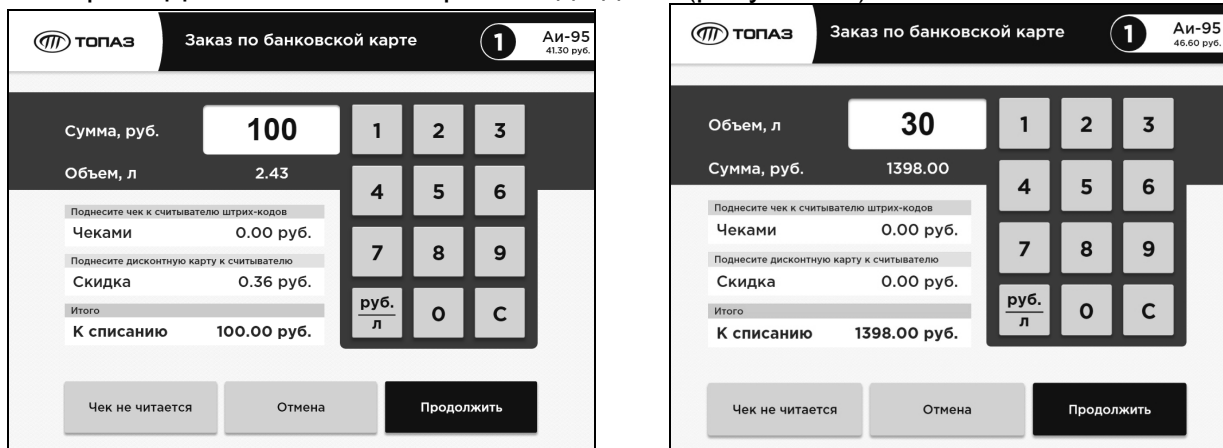 ТОПАЗ
Заказ по банковской карте
1
Аи-95
41.30 руб.
Сумма, руб.
100
Объем, л
2.43
Поднесите чек к считывателю штрих-кодов
Чеками 0.00 руб.
Поднесите дисконтную карту к считывателю
Скидка 0.36 руб.
Итого
К списанию 100.00 руб.
1 2 3
4 5 6
7 8 9
руб.
л
0 С
Чек не читается Отмена Продолжить
ТОПАЗ
Заказ по банковской карте
1
Аи-95
46.60 руб.
Объем, л
30
Сумма, руб.
1398.00
Поднесите чек к считывателю штрих-кодов
Чеками 0.00 руб.
Поднесите дисконтную карту к считывателю
Скидка 0.00 руб.
Итого
К списанию 1398.00 руб.
1 2 3
4 5 6
7 8 9
руб.
л
0 С
Чек не читается Отмена Продолжить